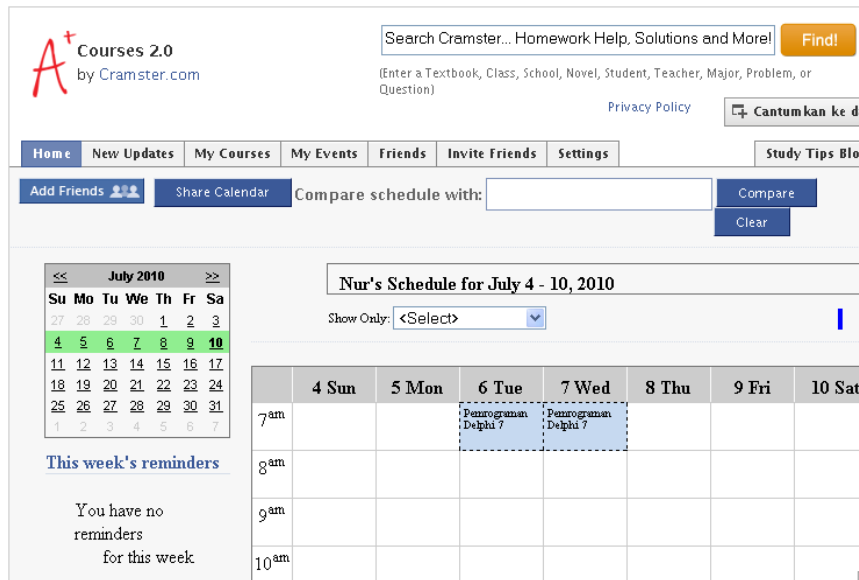 A+
Courses 2.0
by Cramster.com
Search Cramster... Homework Help, Solutions and More!
Find!
(Enter a Textbook, Class, School, Novel, Student, Teacher, Major, Problem, or
Question)
Privacy Policy
Cantumkan ke d
Home New Updates My Courses My Events Friends Invite Friends Settings Study Tips Blo
Add Friends Share Calendar Compare schedule with: Compare
Clear
<< July 2010 >>
Su Mo Tu We Th Fr Sa
27 28 29 30 1 2 3
4 5 6 7 8 9 10
11 12 13 14 15 16 17
18 19 20 21 22 23 24
25 26 27 28 29 30 31
1 2 3 4 5 6 7
This week's reminders
You have no
reminders
for this week
Nur's Schedule for July 4 - 10, 2010
Show Only: <Select>
4 Sun 5 Mon 6 Tue 7 Wed 8 Thu 9 Fri 10 Sat
7am
Pemrograman Pemrograman
Delphi 7 Delphi 7
8am
9am
10am